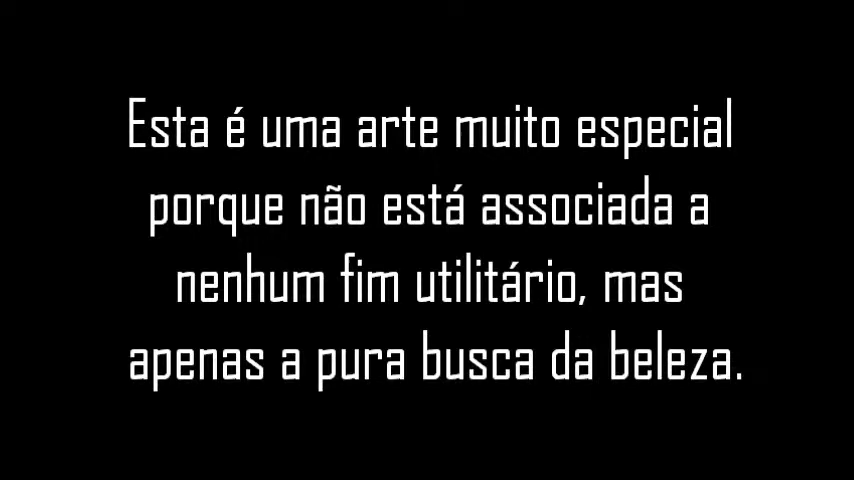 Esta é uma arte muito especial
porque não está associada a
nenhum fim utilitário, mas
apenas a pura busca da beleza.